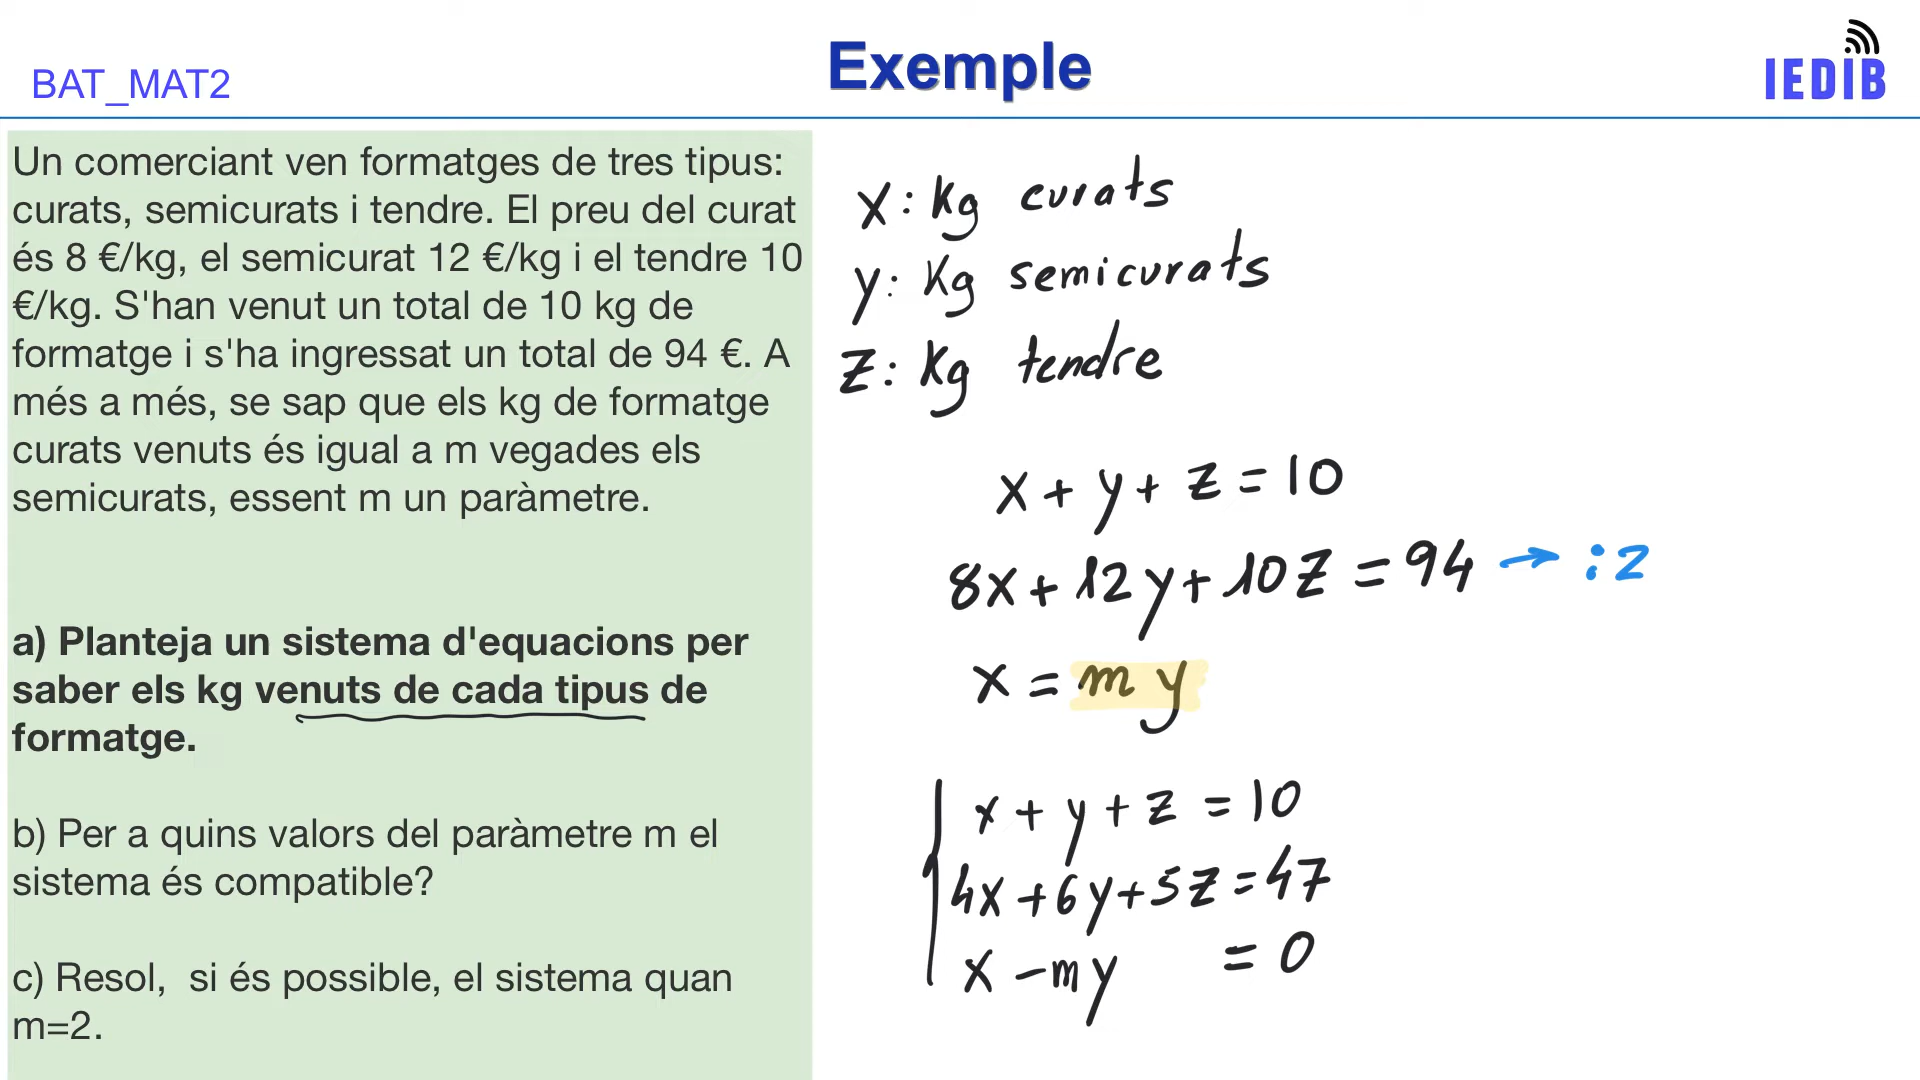 BAT_MAT2
Exemple
IEDIB
Un comerciant ven formatges de tres tipus:
curats, semicurats i tendre. El preu del curat
és 8 €/kg, el semicurat 12 €/kg i el tendre 10
€/kg. S'han venut un total de 10 kg de
formatge i s'ha ingressat un total de 94 €. A
més a més, se sap que els kg de formatge
curats venuts és igual a m vegades els
semicurats, essent m un paràmetre.
a) Planteja un sistema d'equacions per
saber els kg venuts de cada tipus de
formatge.
b) Per a quins valors del paràmetre m el
sistema és compatible?
c) Resol,  si és possible, el sistema quan
m=2.
x: kg curats
y: kg semicurats
z: kg tendre
x + y + z = 10
8x + 12y + 10z = 94 → :2
x = m y
x + y + z = 10
4x + 6y + 5z = 47
x - my = 0